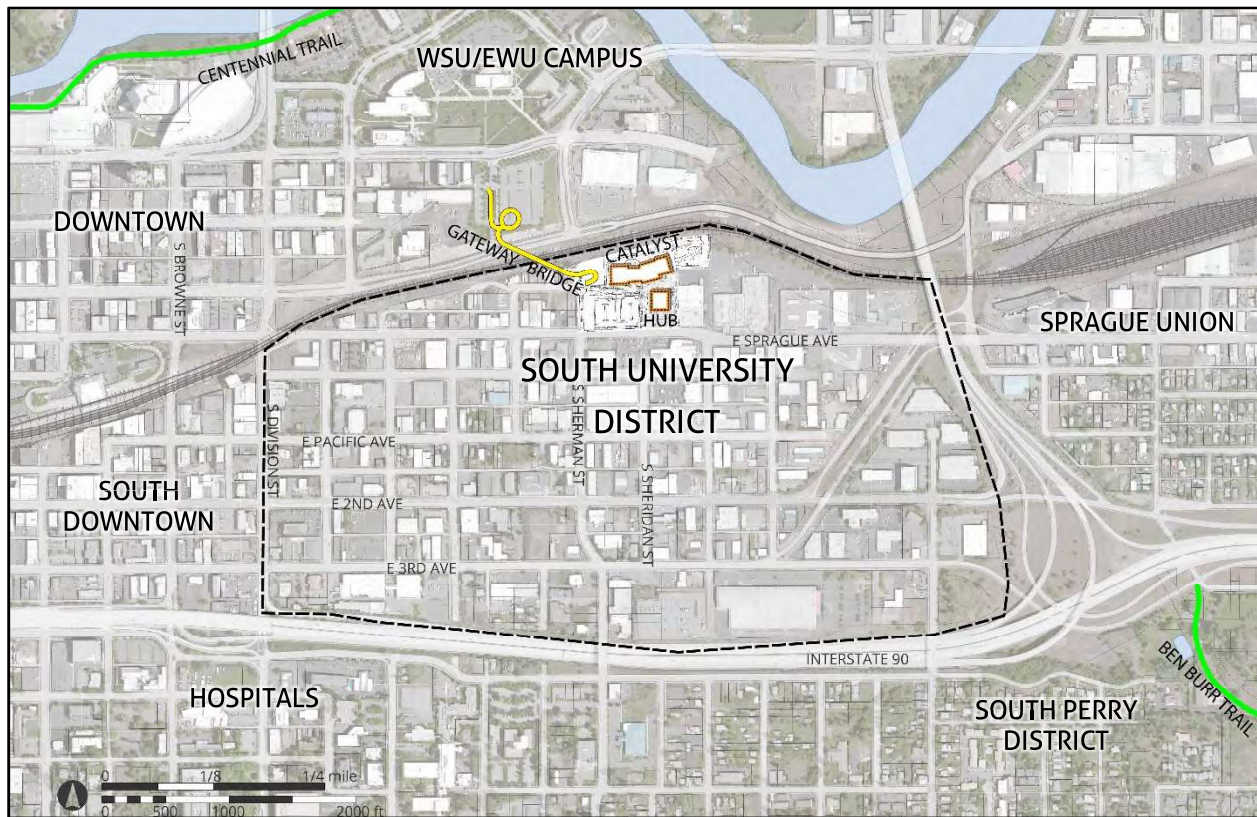 CENTENNIAL TRAIL
WSU/EWU CAMPUS
DOWNTOWN
S BROWNE ST
GATEWAY BRIDGE
CATALYST
HUB
E SPRAGUE AVE
SPRAGUE UNION
SOUTH UNIVERSITY
DISTRICT
S DIVISION ST
E PACIFIC AVE
S SHERMAN ST
S SHERIDAN ST
SOUTH
DOWNTOWN
E 2ND AVE
E 3RD AVE
INTERSTATE 90
BEN BURR TRAIL
HOSPITALS
SOUTH PERRY
DISTRICT
0 1/8 1/4 mile
0 500 1000 2000 ft